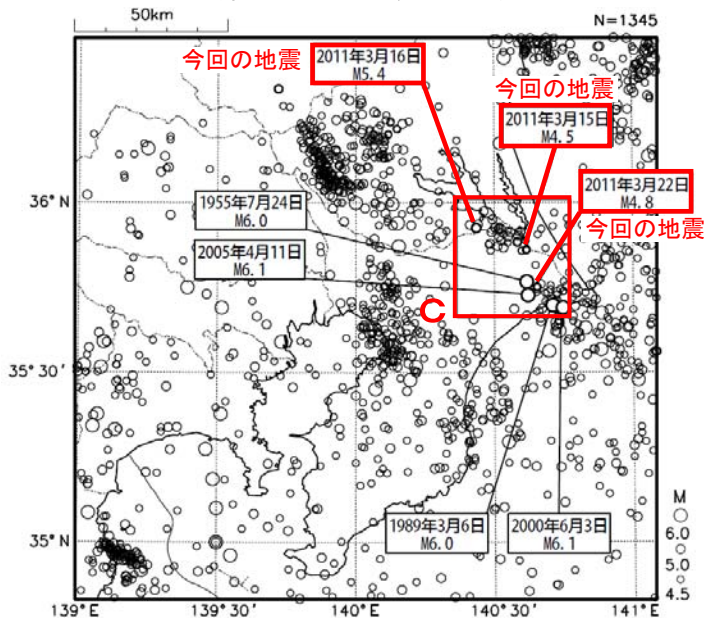 50km
N=1345
今回の地震
2011年3月16日
M5.4
今回の地震
2011年3月15日
M4.5
2011年3月22日
M4.8
今回の地震
36°N
1955年7月24日
M6.0
2005年4月11日
M6.1
C
35°30′
1989年3月6日
M6.0
2000年6月3日
M6.1
35°N
M
6.0
5.0
4.5
139°E
139°30′
140°E
140°30′
141°E